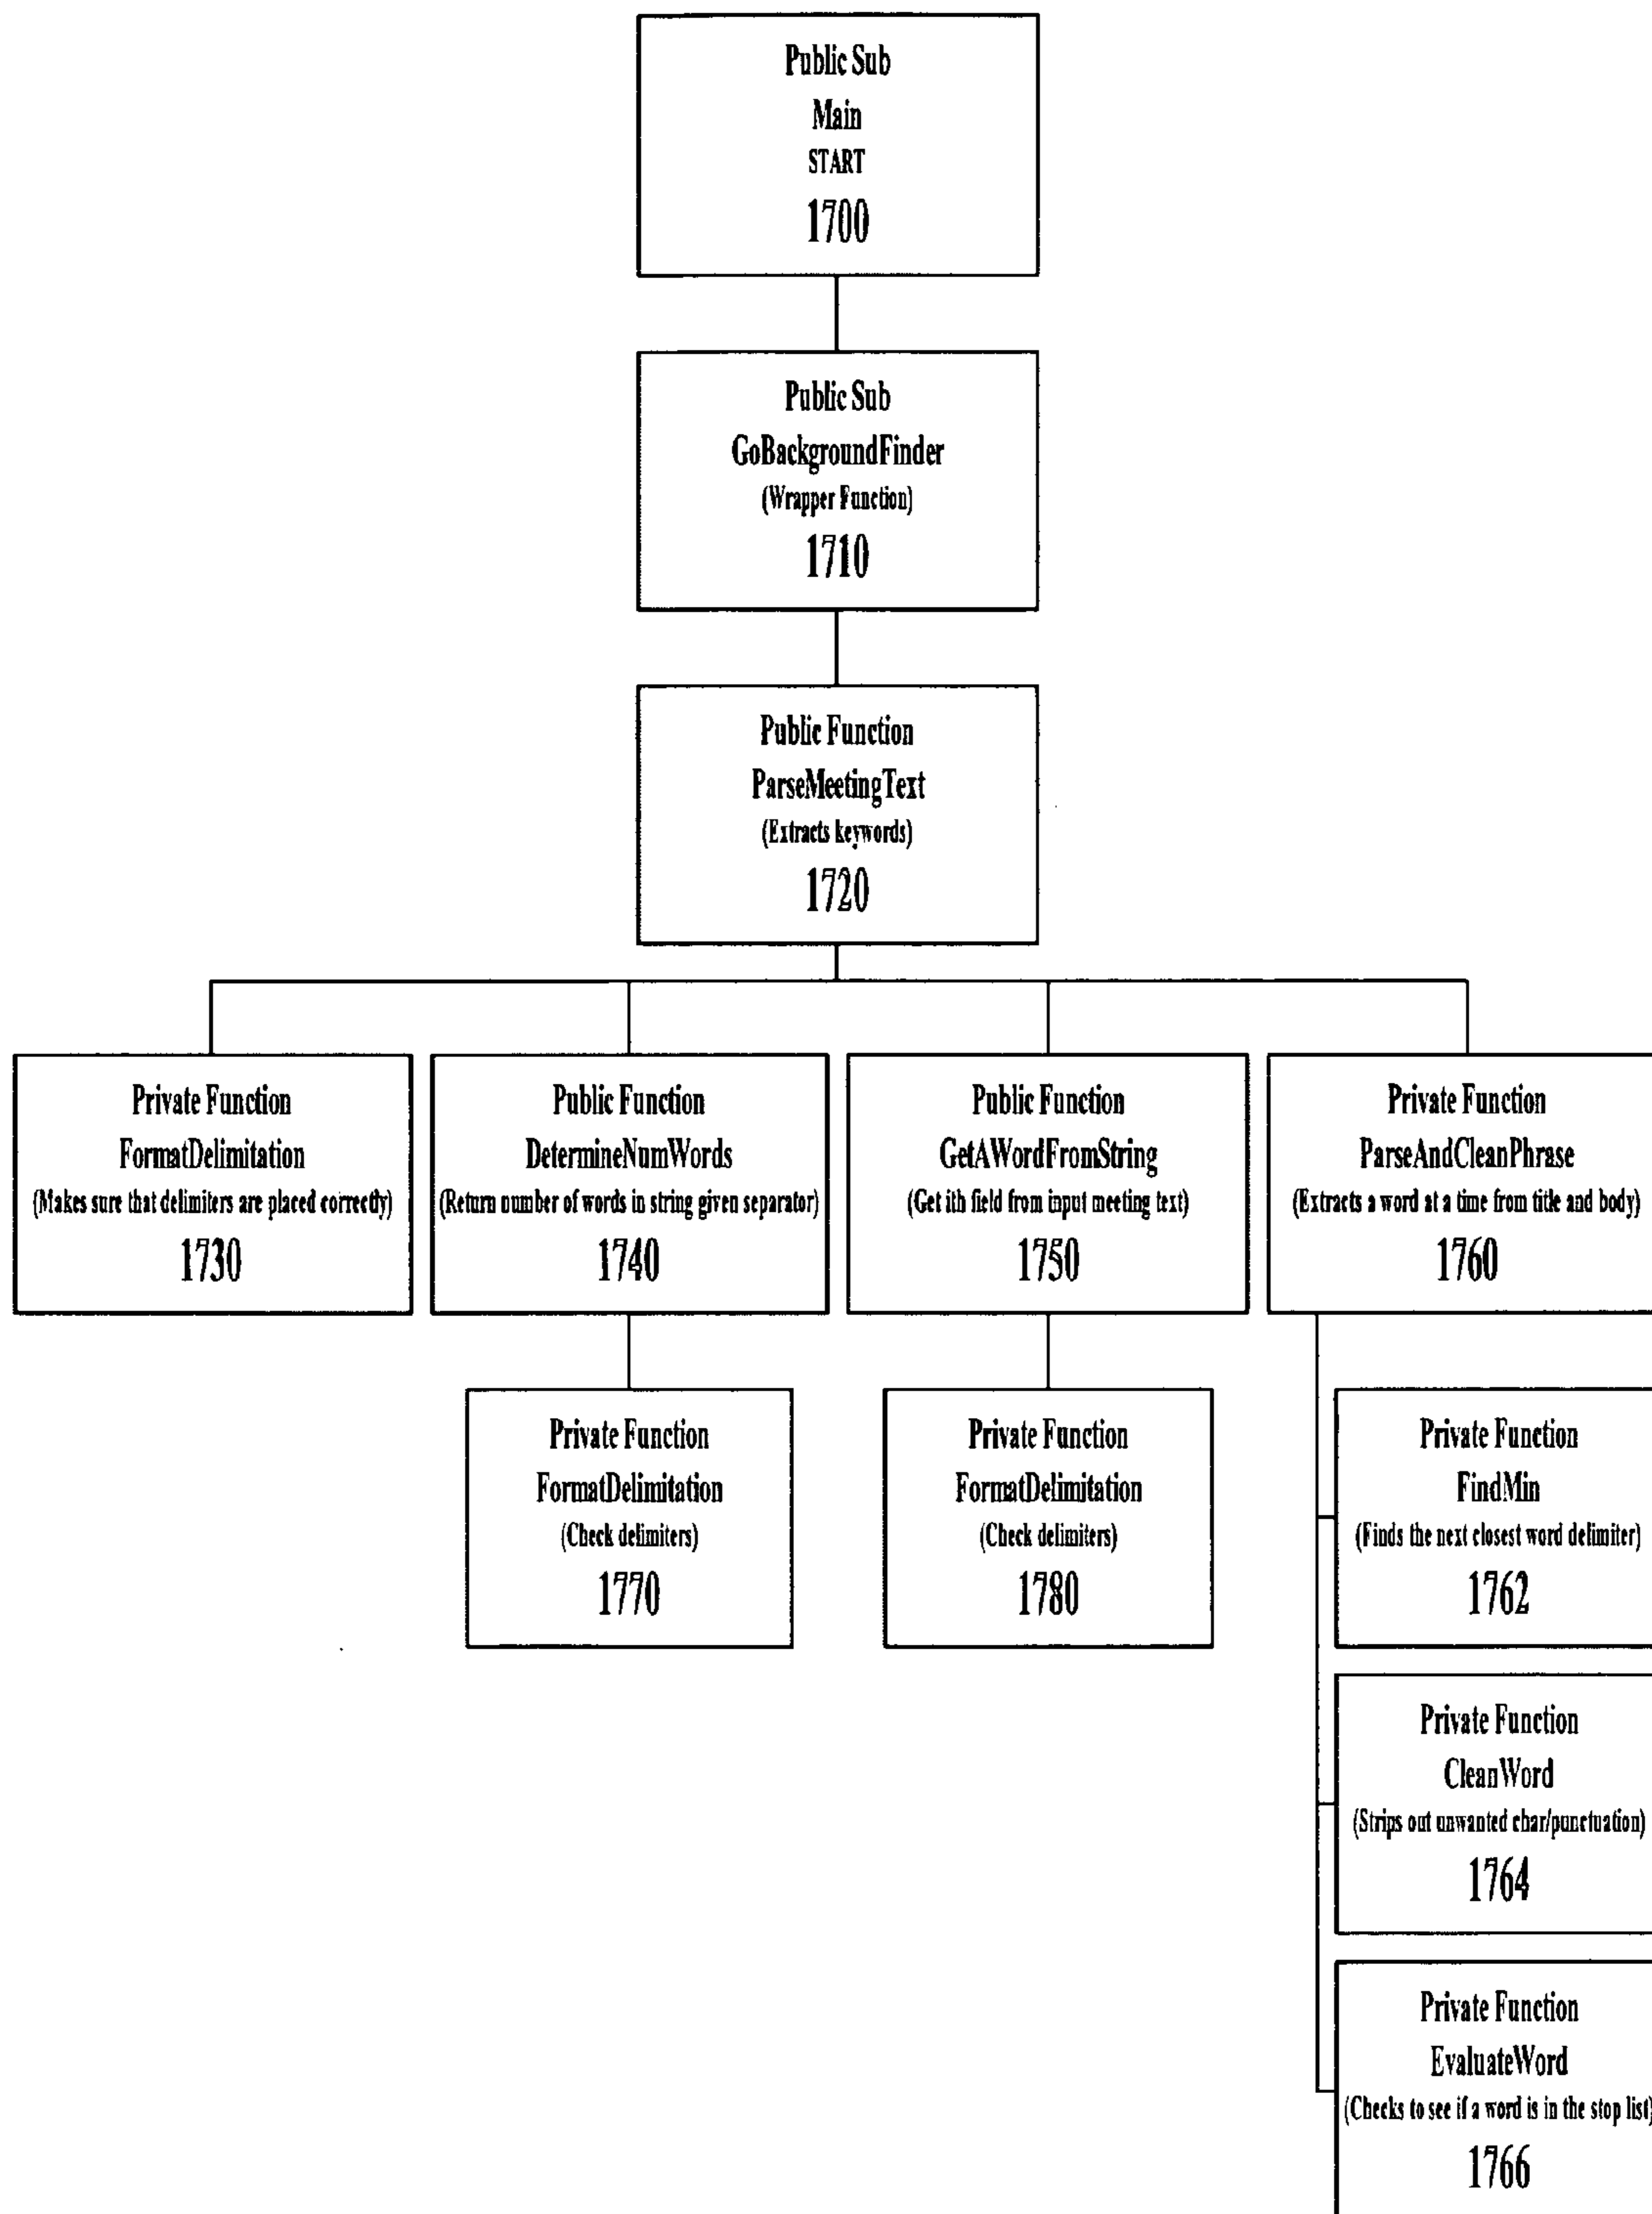 Public Sub
Main
START
1700
Public Sub
GoBackgroundFinder
(Wrapper Function)
1710
Public Function
ParseMeetingText
(Extracts keywords)
1720
Private Function
FormatDelimitation
(Makes sure that delimiters are placed correctly)
1730
Public Function
DetermineNumWords
(Return number of words in string given separator)
1740
Public Function
GetAWordFromString
(Get ith field from input meeting text)
1750
Private Function
ParseAndCleanPhrase
(Extracts a word at a time from title and body)
1760
Private Function
FormatDelimitation
(Check delimiters)
1770
Private Function
FormatDelimitation
(Check delimiters)
1780
Private Function
FindMin
(Finds the next closest word delimiter)
1762
Private Function
CleanWord
(Strips out unwanted char/punctuation)
1764
Private Function
EvaluateWord
(Checks to see if a word is in the stop list)
1766